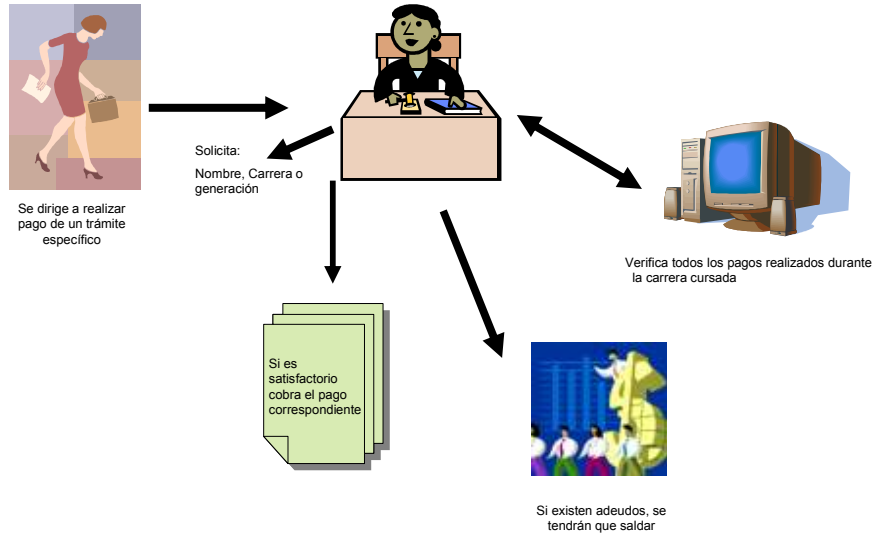 Solicita:
Nombre, Carrera o
generación
Se dirige a realizar
pago de un trámite
específico
Verifica todos los pagos realizados durante
la carrera cursada
Si es
satisfactorio
cobra el pago
correspondiente
Si existen adeudos, se
tendrán que saldar